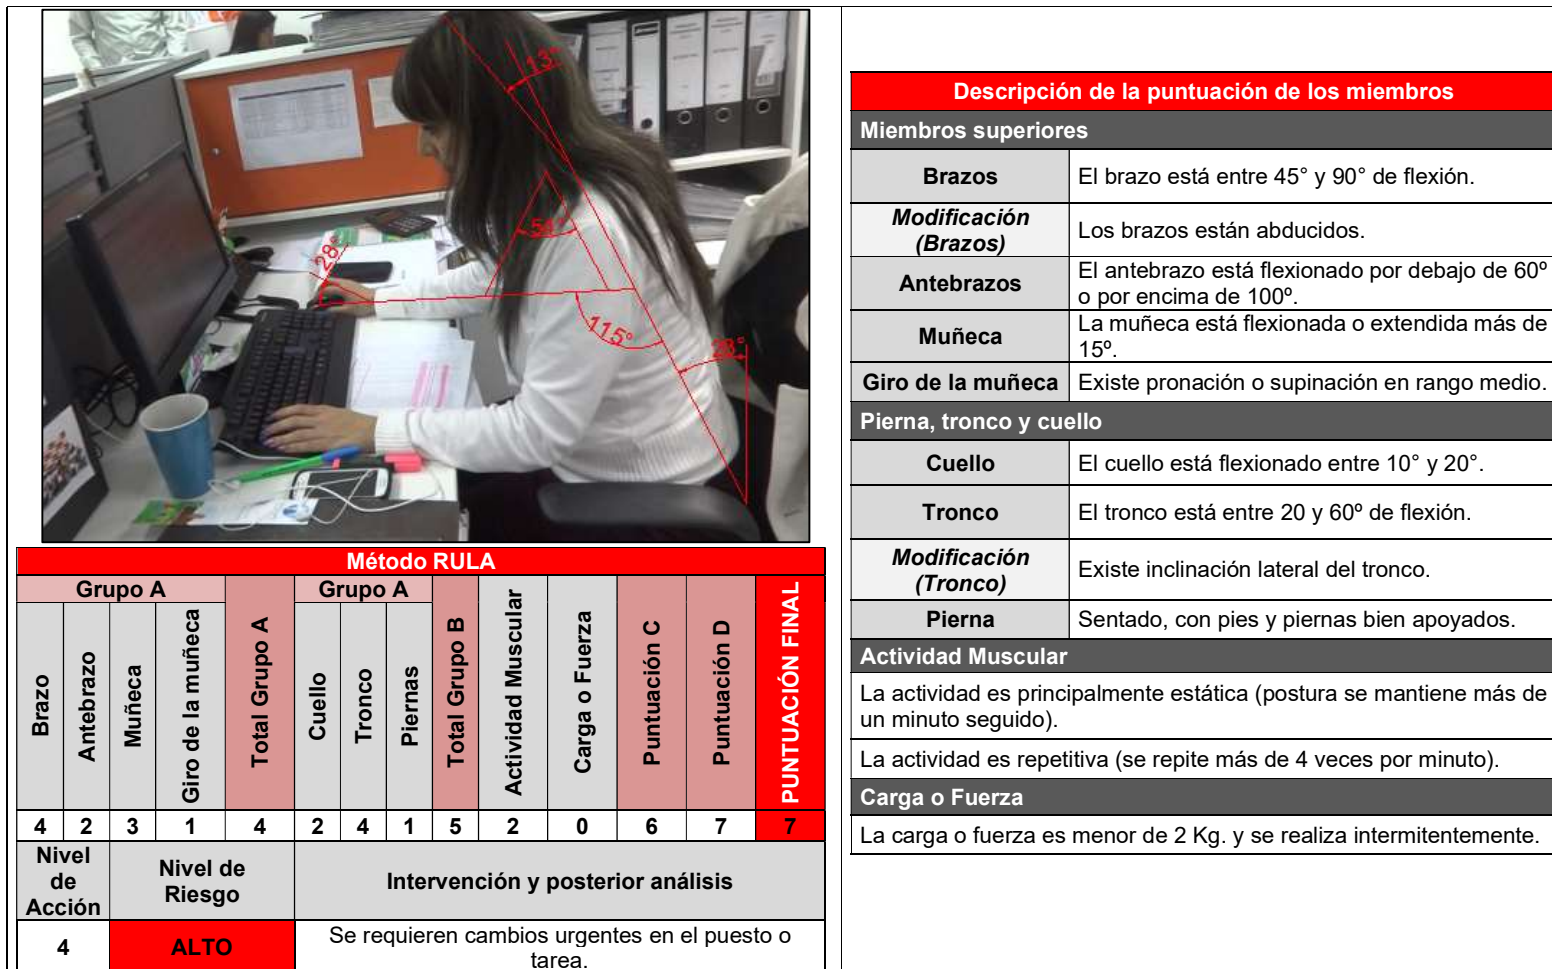 13°
51°
28°
115°
23°
Método RULA
Grupo A
Grupo A
Brazo
Antebrazo
Muñeca
Giro de la muñeca
Total Grupo A
Cuello
Tronco
Piernas
Total Grupo B
Actividad Muscular
Carga o Fuerza
Puntuación C
Puntuación D
PUNTUACIÓN FINAL
4 2 3 1 4 2 4 1 5 2 0 6 7 7
Nivel
de
Acción
Nivel de
Riesgo
Intervención y posterior análisis
4
ALTO
Se requieren cambios urgentes en el puesto o
tarea.
Descripción de la puntuación de los miembros
Miembros superiores
Brazos
El brazo está entre 45° y 90° de flexión.
Modificación
(Brazos)
Los brazos están abducidos.
Antebrazos
El antebrazo está flexionado por debajo de 60º
o por encima de 100º.
Muñeca
La muñeca está flexionada o extendida más de
15º.
Giro de la muñeca
Existe pronación o supinación en rango medio.
Pierna, tronco y cuello
Cuello
El cuello está flexionado entre 10° y 20°.
Tronco
El tronco está entre 20 y 60º de flexión.
Modificación
(Tronco)
Existe inclinación lateral del tronco.
Pierna
Sentado, con pies y piernas bien apoyados.
Actividad Muscular
La actividad es principalmente estática (postura se mantiene más de
un minuto seguido).
La actividad es repetitiva (se repite más de 4 veces por minuto).
Carga o Fuerza
La carga o fuerza es menor de 2 Kg. y se realiza intermitentemente.